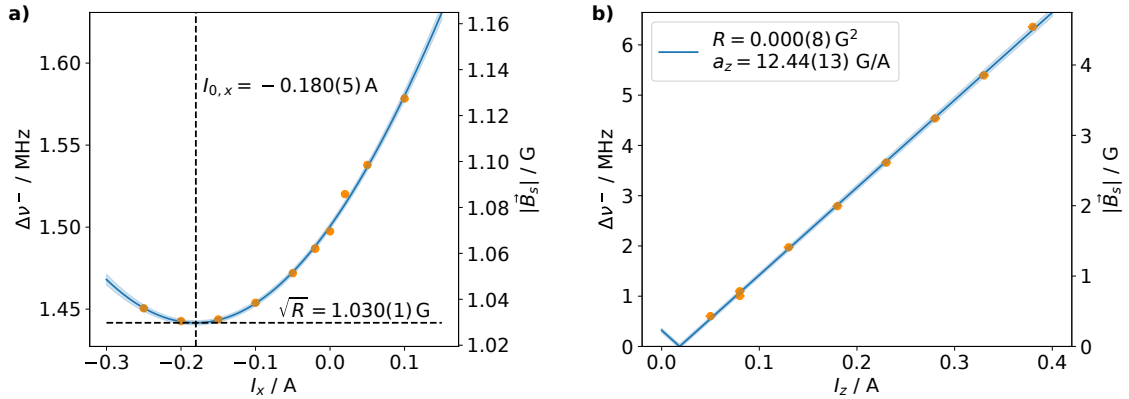 a)
1.60
1.55
1.50
1.45
Δν⁻ / MHz
I₀,ₓ = −0.180(5) A
√R = 1.030(1) G
1.16
1.14
1.12
1.10
1.08
1.06
1.04
1.02
|B⃗ₛ| / G
−0.3 −0.2 −0.1 0.0 0.1
Iₓ / A
b)
6
5
4
3
2
1
0
Δν⁻ / MHz
R = 0.000(8) G²
a_z = 12.44(13) G/A
4
3
2
1
0
|B⃗ₛ| / G
0.0 0.1 0.2 0.3 0.4
I_z / A